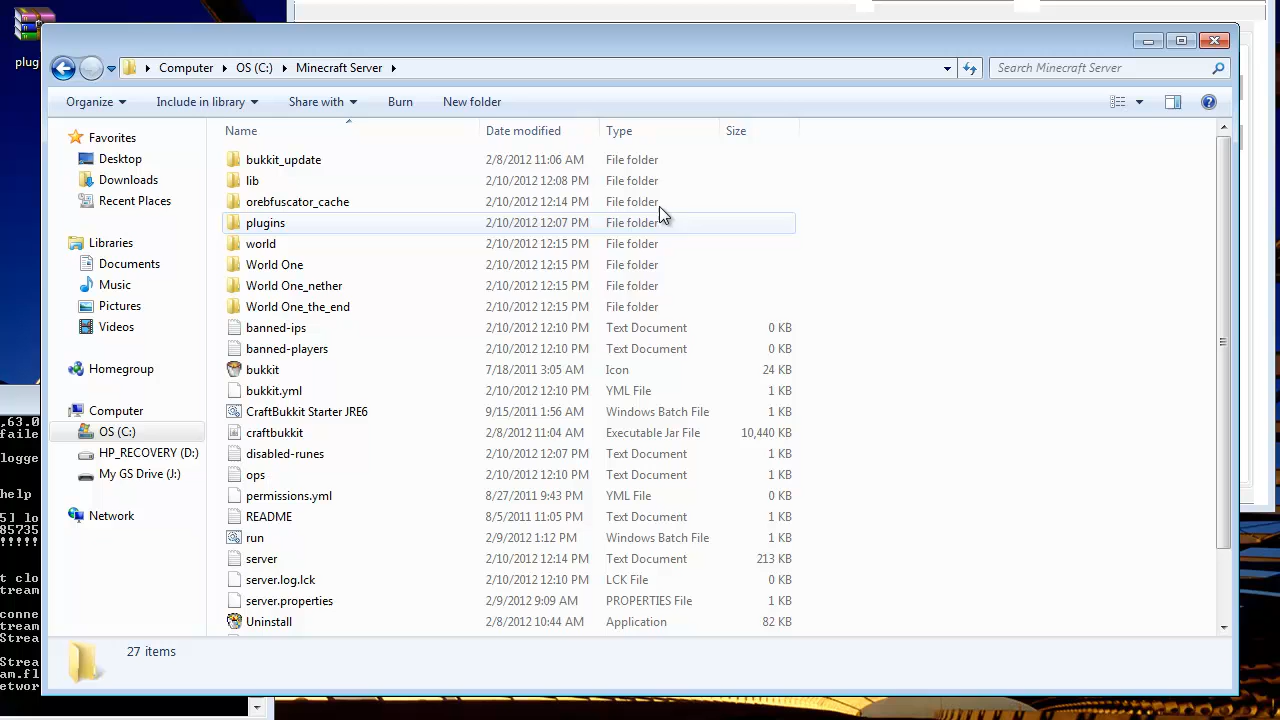 plug
Computer OS (C:) Minecraft Server Search Minecraft Server
Organize Include in library Share with Burn New folder
Name Date modified Type Size
Favorites
Desktop
Downloads
Recent Places
Libraries
Documents
Music
Pictures
Videos
Homegroup
Computer
OS (C:)
HP_RECOVERY (D:)
My GS Drive (J:)
Network
bukkit_update 2/8/2012 11:06 AM File folder
lib 2/10/2012 12:08 PM File folder
orebfuscator_cache 2/10/2012 12:14 PM File folder
plugins 2/10/2012 12:07 PM File folder
world 2/10/2012 12:15 PM File folder
World One 2/10/2012 12:15 PM File folder
World One_nether 2/10/2012 12:15 PM File folder
World One_the_end 2/10/2012 12:15 PM File folder
banned-ips 2/10/2012 12:10 PM Text Document 0 KB
banned-players 2/10/2012 12:10 PM Text Document 0 KB
bukkit 7/18/2011 3:05 AM Icon 24 KB
bukkit.yml 2/10/2012 12:10 PM YML File 1 KB
CraftBukkit Starter JRE6 9/15/2011 1:56 AM Windows Batch File 1 KB
craftbukkit 2/8/2012 11:04 AM Executable Jar File 10,440 KB
disabled-runes 2/10/2012 12:07 PM Text Document 1 KB
ops 2/10/2012 12:10 PM Text Document 1 KB
permissions.yml 8/27/2011 3:43 PM YML File 0 KB
README 8/5/2011 11:05 PM Text Document 1 KB
run 2/9/2012 1:12 PM Windows Batch File 1 KB
server 2/10/2012 12:14 PM Text Document 213 KB
server.log.lck 2/10/2012 12:10 PM LCK File 0 KB
server.properties 2/9/2012 9:09 AM PROPERTIES File 1 KB
Uninstall 2/8/2012 10:44 AM Application 82 KB
27 items
,63.0
faile
logge
help
5] lo
85735
!!!!!
t clo
tream
conne
tream
Strea
Strea
am.fl
etwor